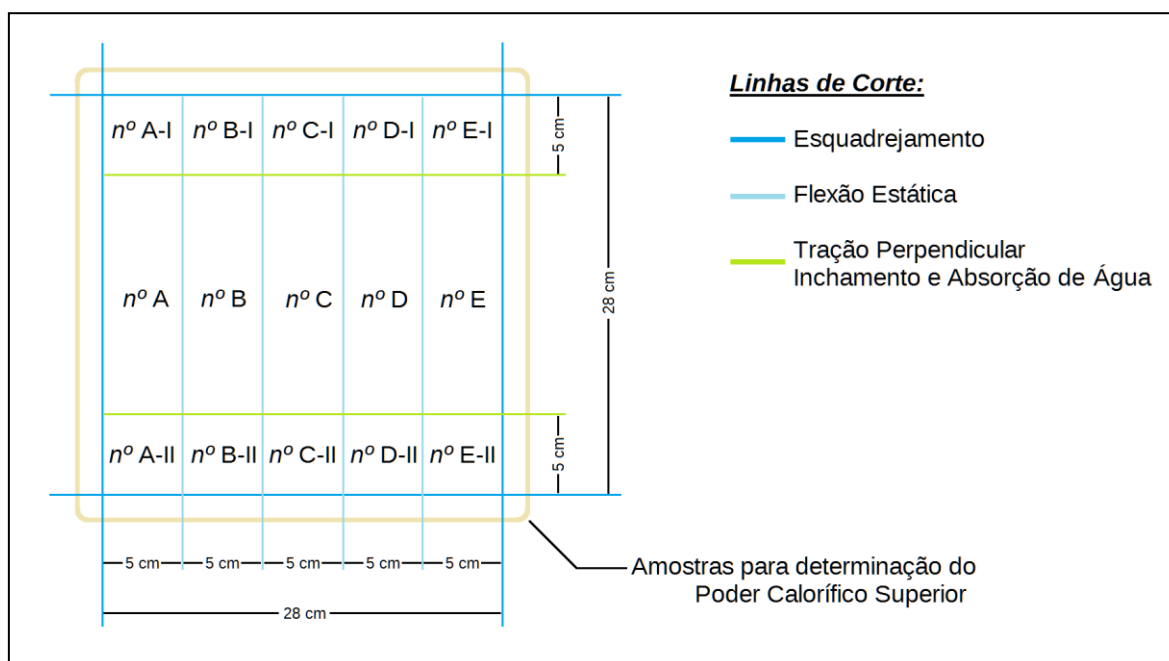 Linhas de Corte:
Esquadrejamento
Flexão Estática
Tração Perpendicular
Inchamento e Absorção de Água
nº A-I nº B-I nº C-I nº D-I nº E-I
5 cm
nº A nº B nº C nº D nº E
28 cm
nº A-II nº B-II nº C-II nº D-II nº E-II
5 cm
5 cm 5 cm 5 cm 5 cm 5 cm
28 cm
Amostras para determinação do
Poder Calorífico Superior